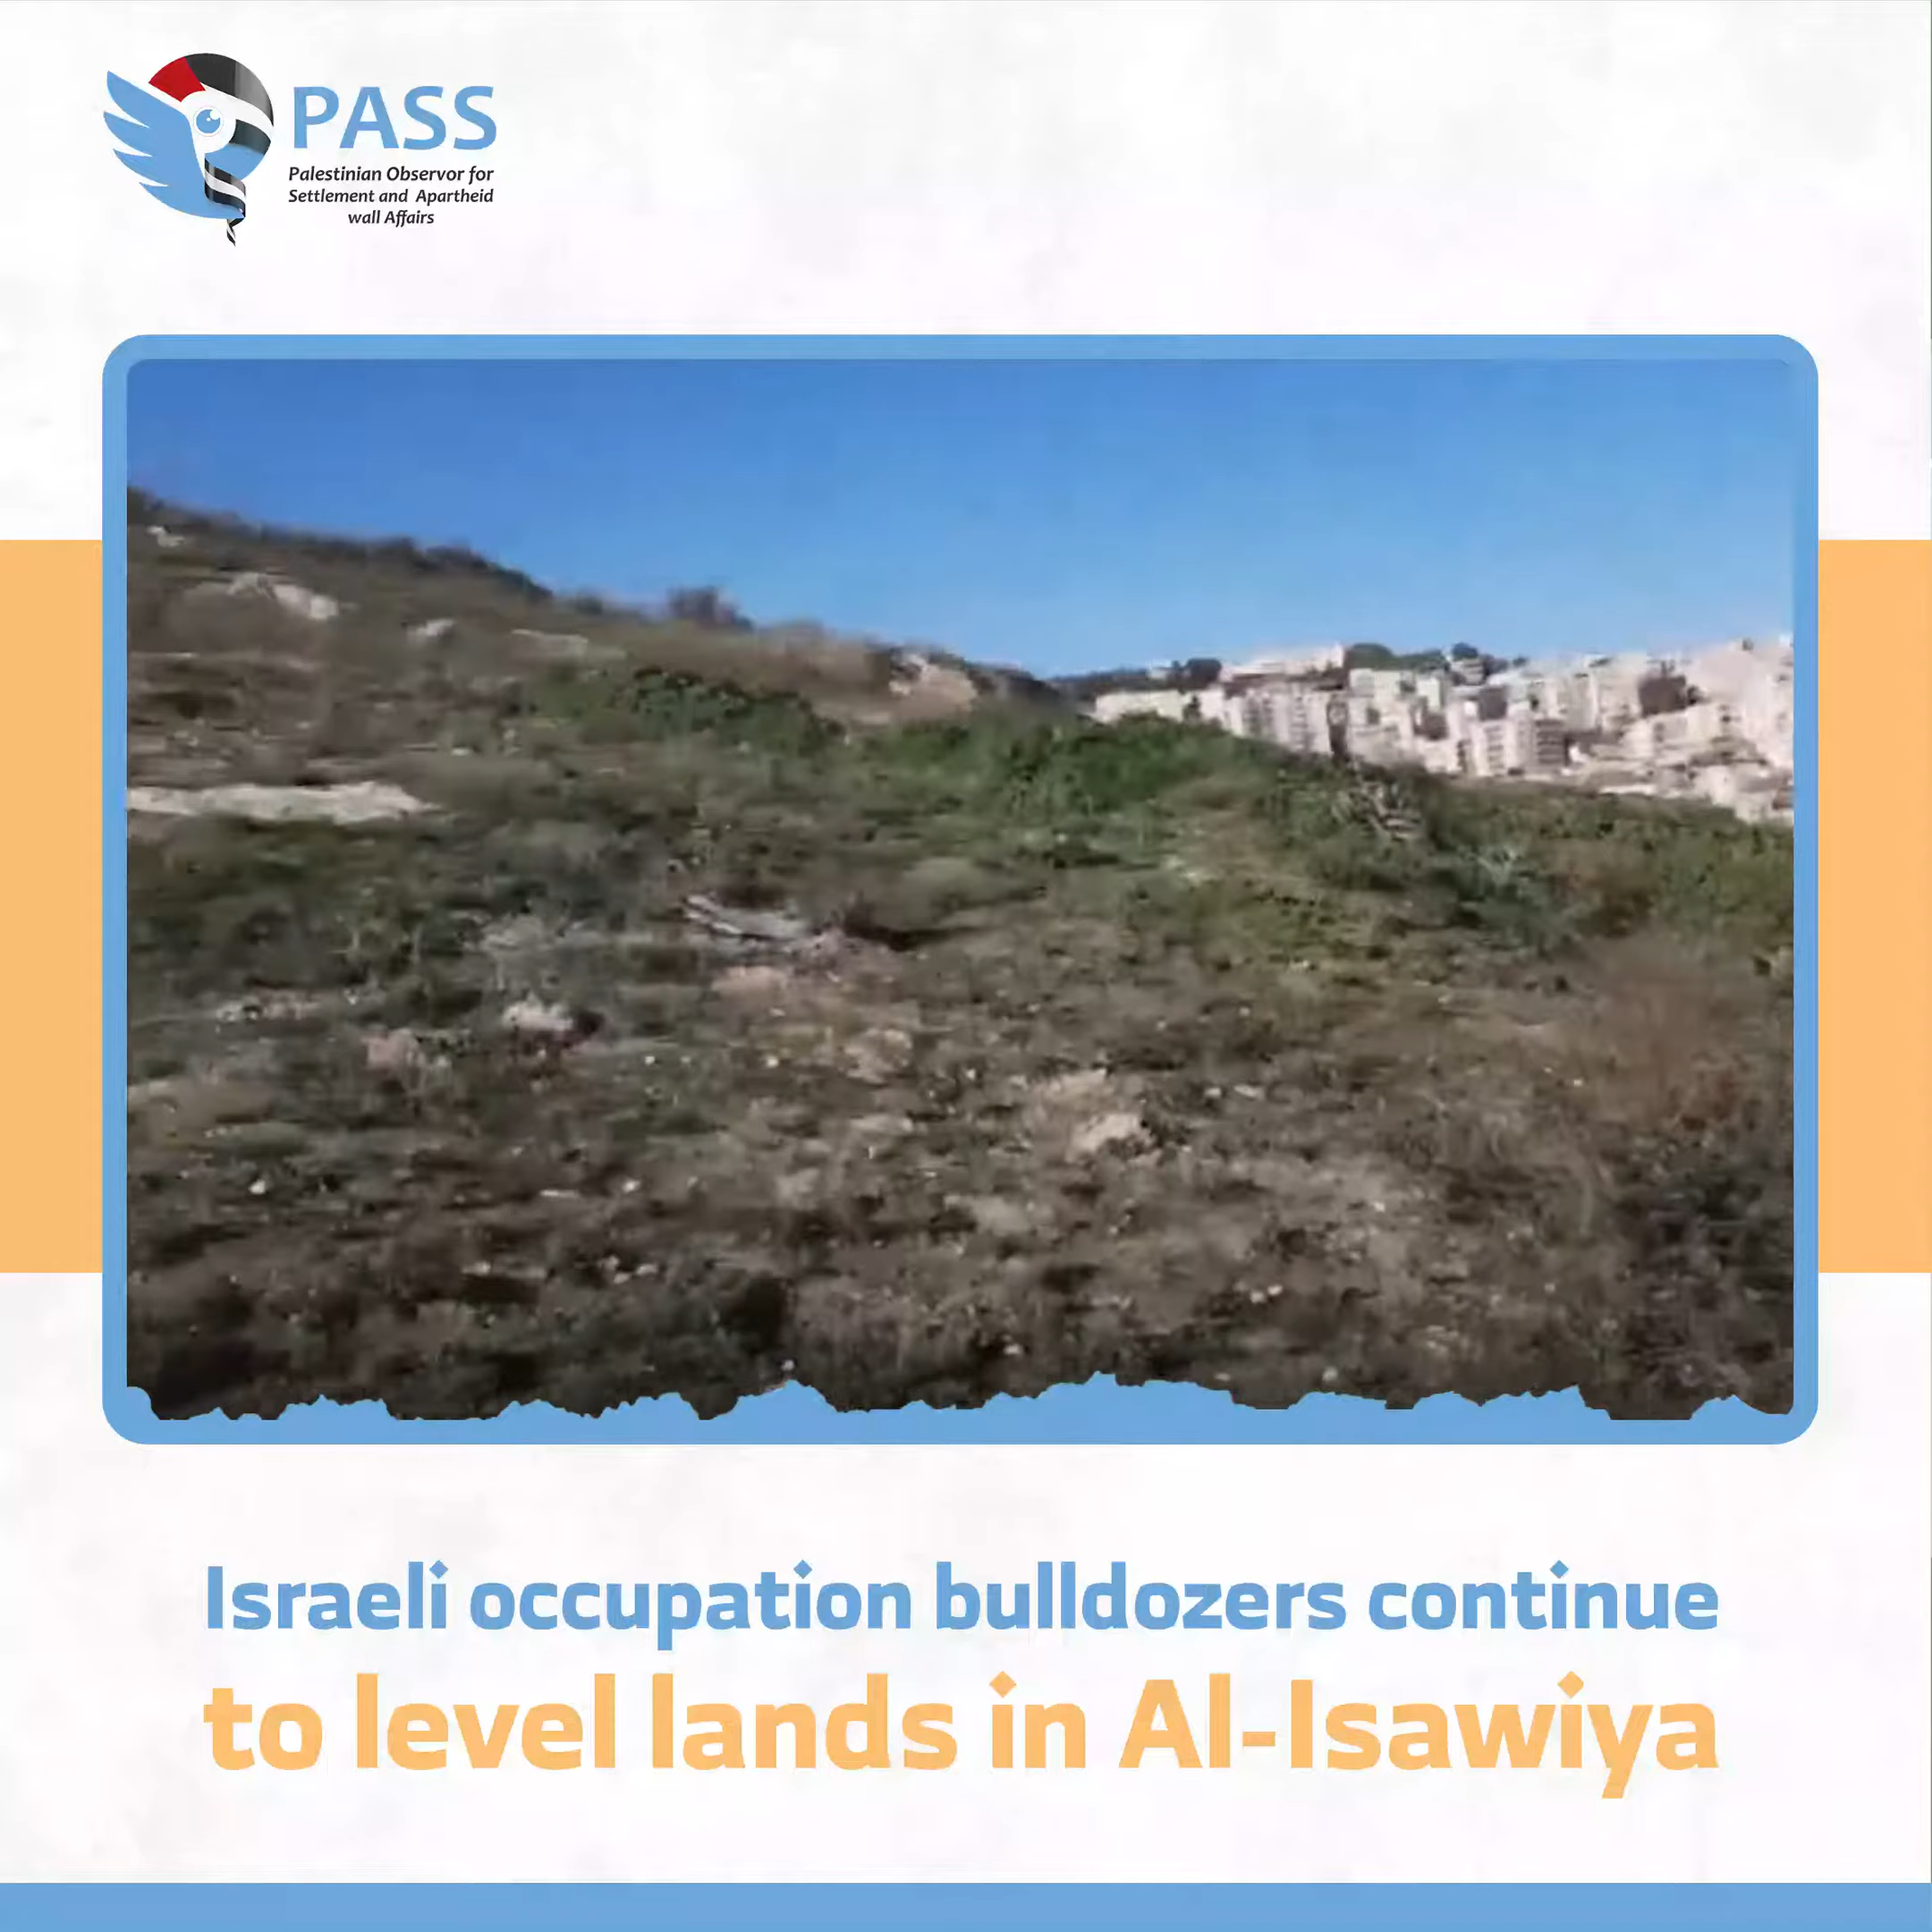 PASS
Palestinian Observor for
Settlement and Apartheid
wall Affairs
Israeli occupation bulldozers continue
to level lands in Al-Isawiya